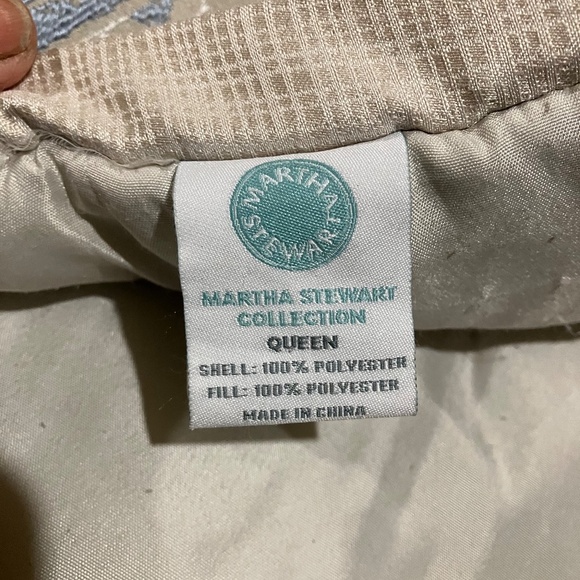 MARTHA
STEWART
MARTHA STEWART
COLLECTION
QUEEN
SHELL: 100% POLYESTER
FILL: 100% POLYESTER
MADE IN CHINA